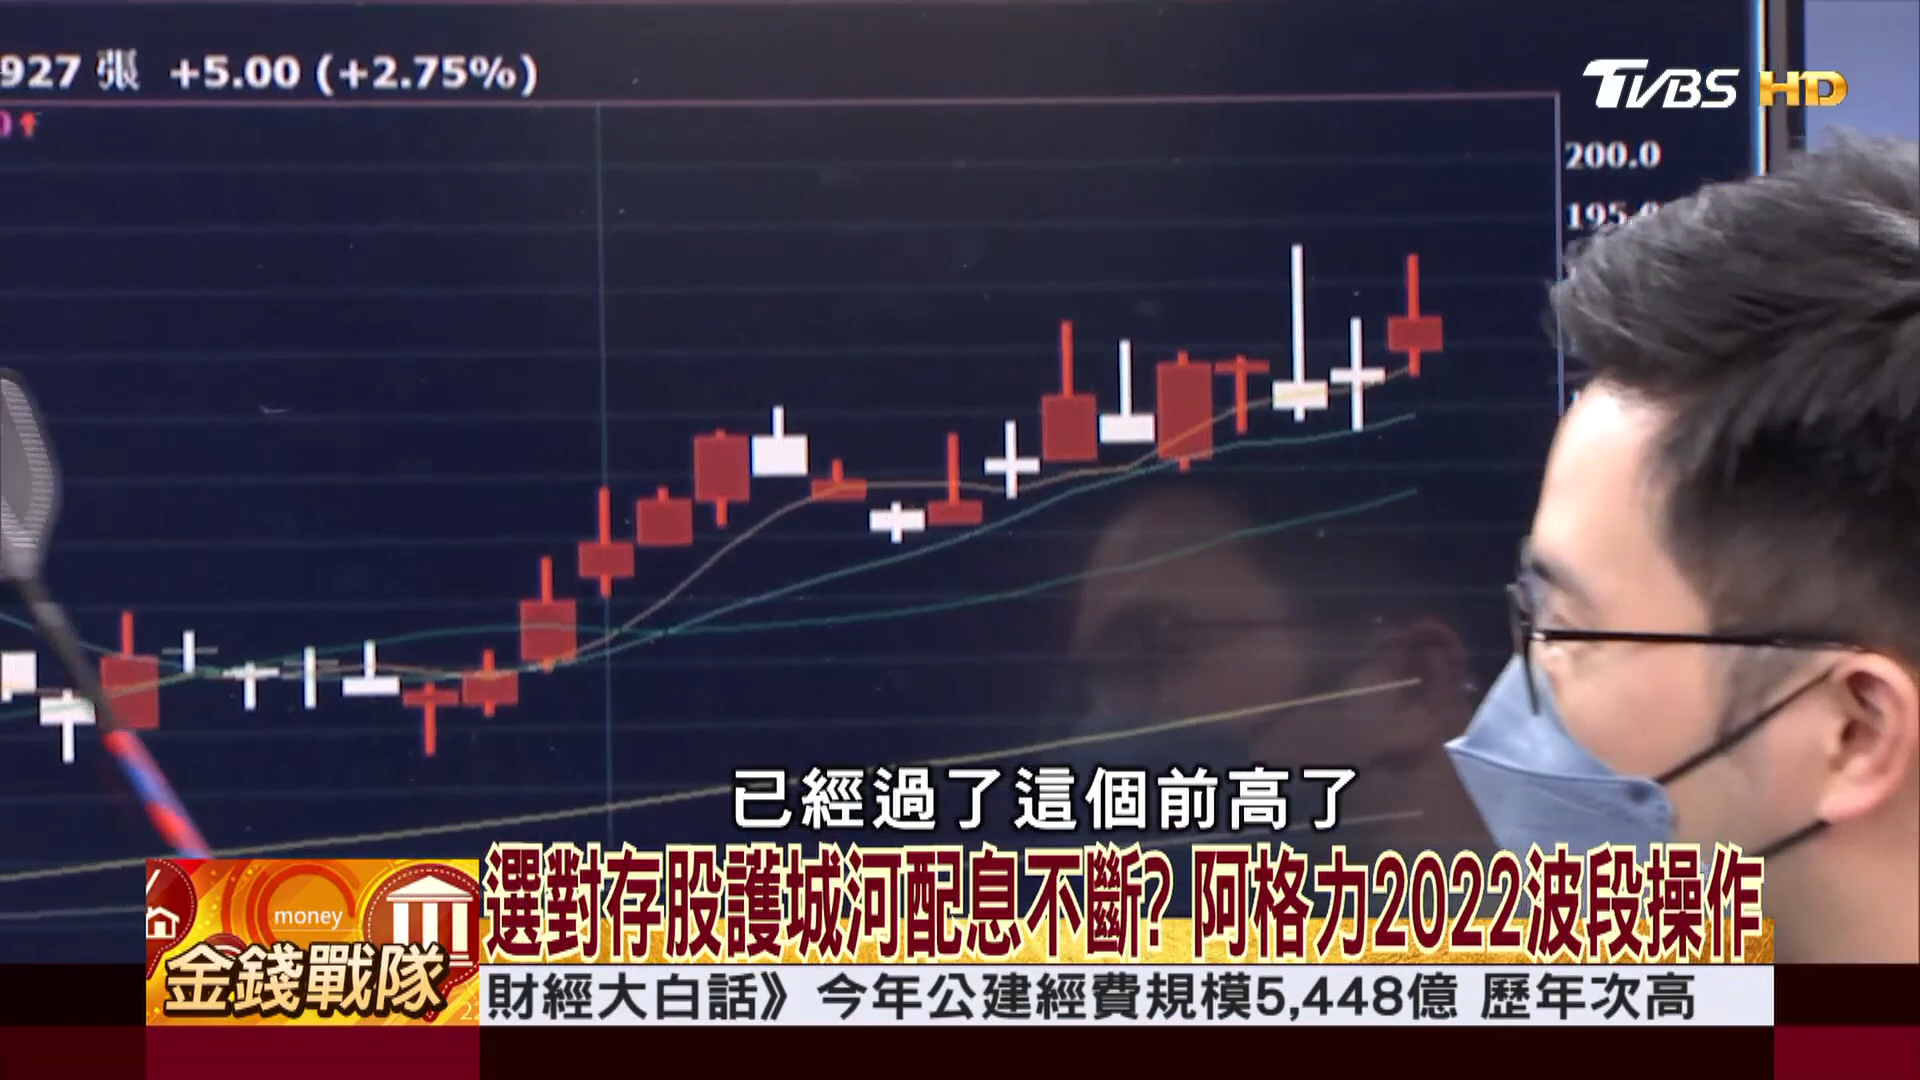 927 張 +5.00 (+2.75%)
TVBS HD
200.0
195.0
已經過了這個前高了
money
金錢戰隊
選對存股護城河配息不斷? 阿格力2022波段操作
財經大白話》今年公建經費規模5,448億 歷年次高